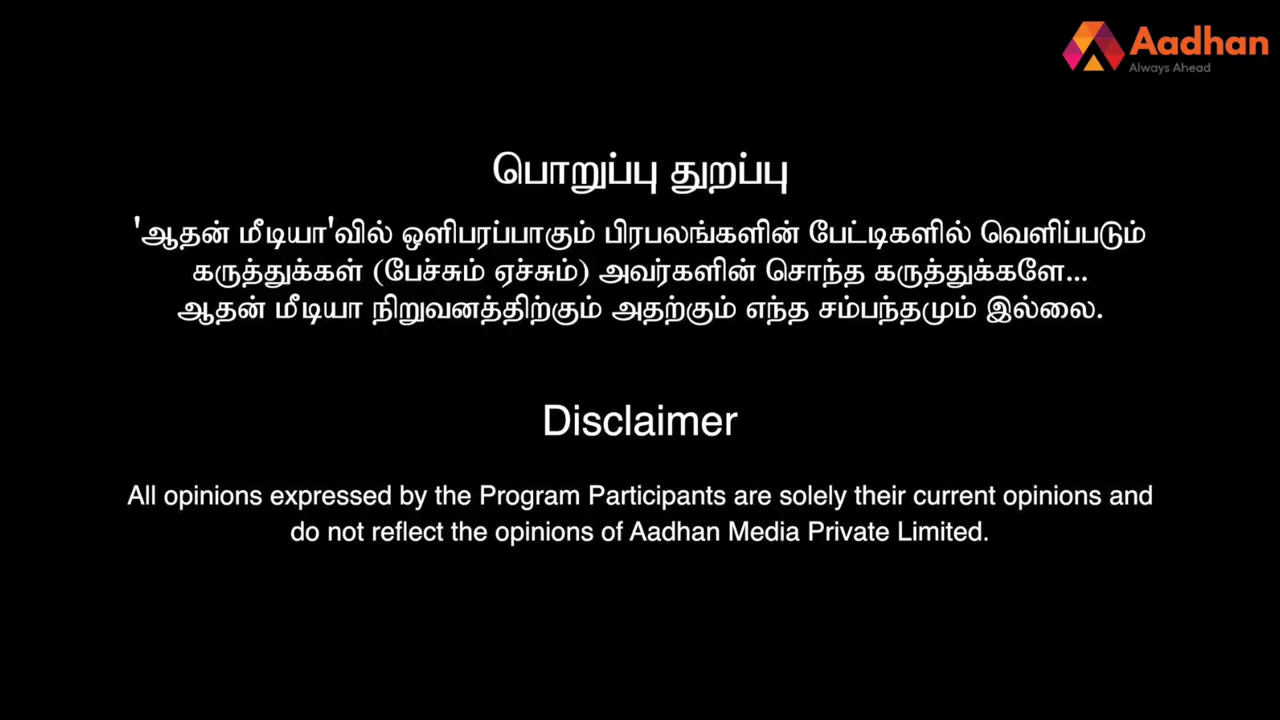 Aadhan
Always Ahead
பொறுப்பு துறப்பு
'ஆதன் மீடியா'வில் ஒளிபரப்பாகும் பிரபலங்களின் பேட்டிகளில் வெளிப்படும்
கருத்துக்கள் (பேச்சும் ஏச்சும்) அவர்களின் சொந்த கருத்துக்களே...
ஆதன் மீடியா நிறுவனத்திற்கும் அதற்கும் எந்த சம்பந்தமும் இல்லை.
Disclaimer
All opinions expressed by the Program Participants are solely their current opinions and
do not reflect the opinions of Aadhan Media Private Limited.